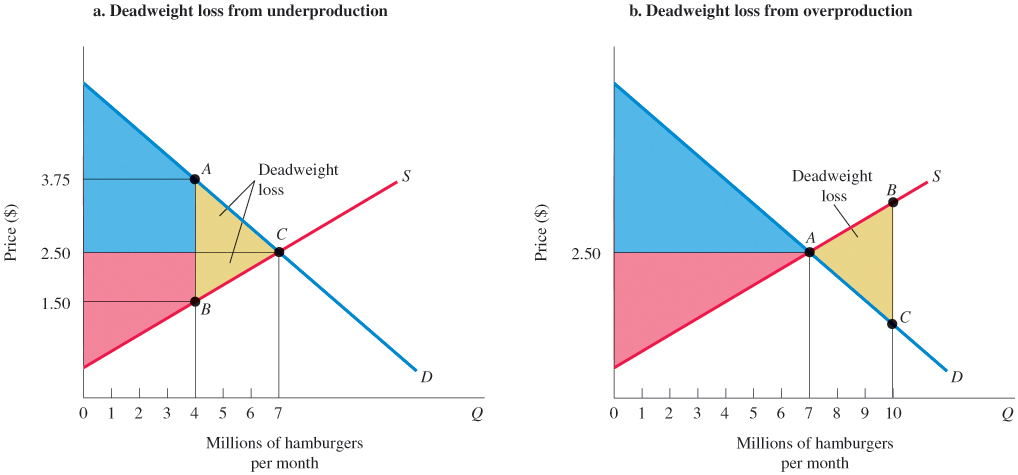 a. Deadweight loss from underproduction
Price ($)
3.75
2.50
1.50
A
B
C
Deadweight
loss
S
D
0 1 2 3 4 5 6 7 Q
Millions of hamburgers
per month
b. Deadweight loss from overproduction
Price ($)
2.50
Deadweight
loss
A
B
C
S
D
0 1 2 3 4 5 6 7 8 9 10 Q
Millions of hamburgers
per month